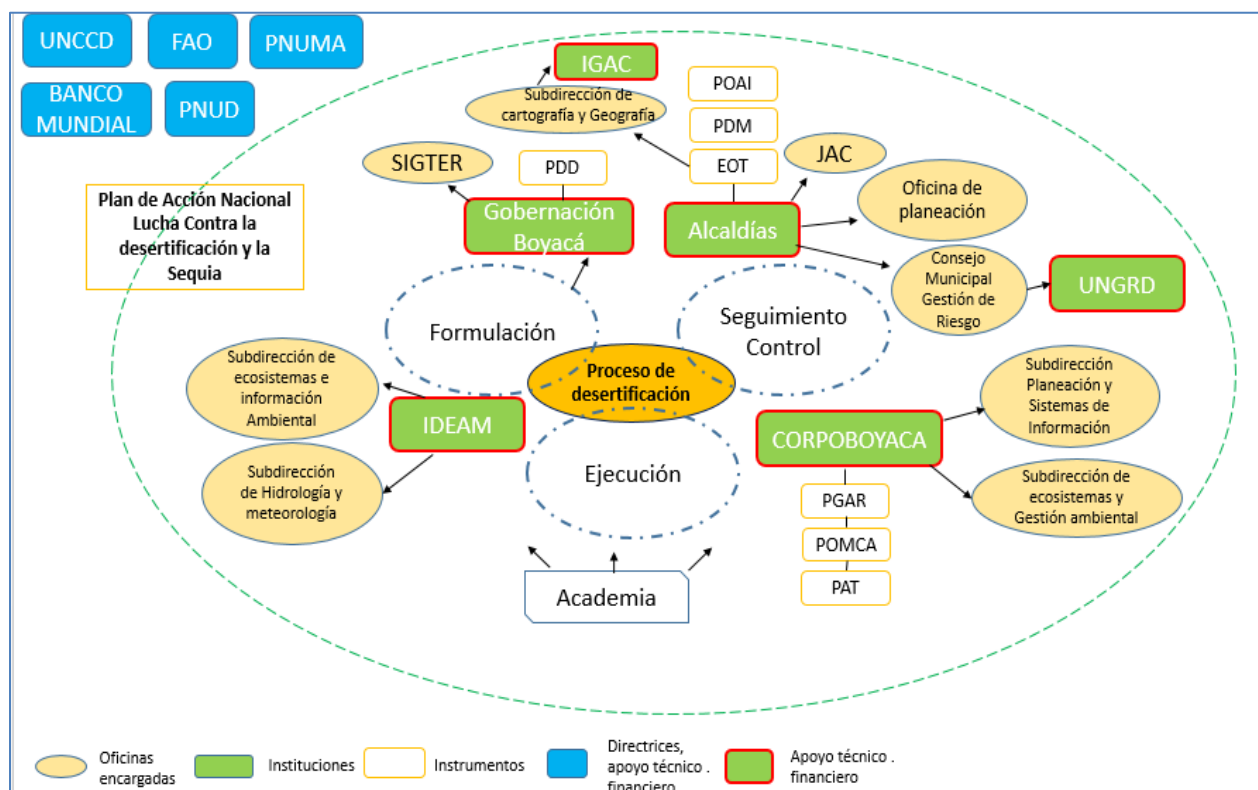 UNCCD
FAO
PNUMA
BANCO
MUNDIAL
PNUD
IGAC
Subdirección de
cartografía y Geografía
POAI
PDM
EOT
JAC
SIGTER
PDD
Oficina de
planeación
Plan de Acción Nacional
Lucha Contra la
desertificación y la
Sequia
Gobernación
Boyacá
Alcaldías
Consejo
Municipal
Gestión de
Riesgo
UNGRD
Formulación
Seguimiento
Control
Proceso de
desertificación
Subdirección de
ecosistemas e
información
Ambiental
IDEAM
Subdirección
Planeación y
Sistemas de
Información
CORPOBOYACA
Ejecución
Subdirección
de Hidrología y
meteorología
Subdirección de
ecosistemas y
Gestión ambiental
PGAR
POMCA
PAT
Academia
Oficinas
encargadas
Instituciones
Instrumentos
Directrices,
apoyo técnico .
financiero
Apoyo técnico .
financiero